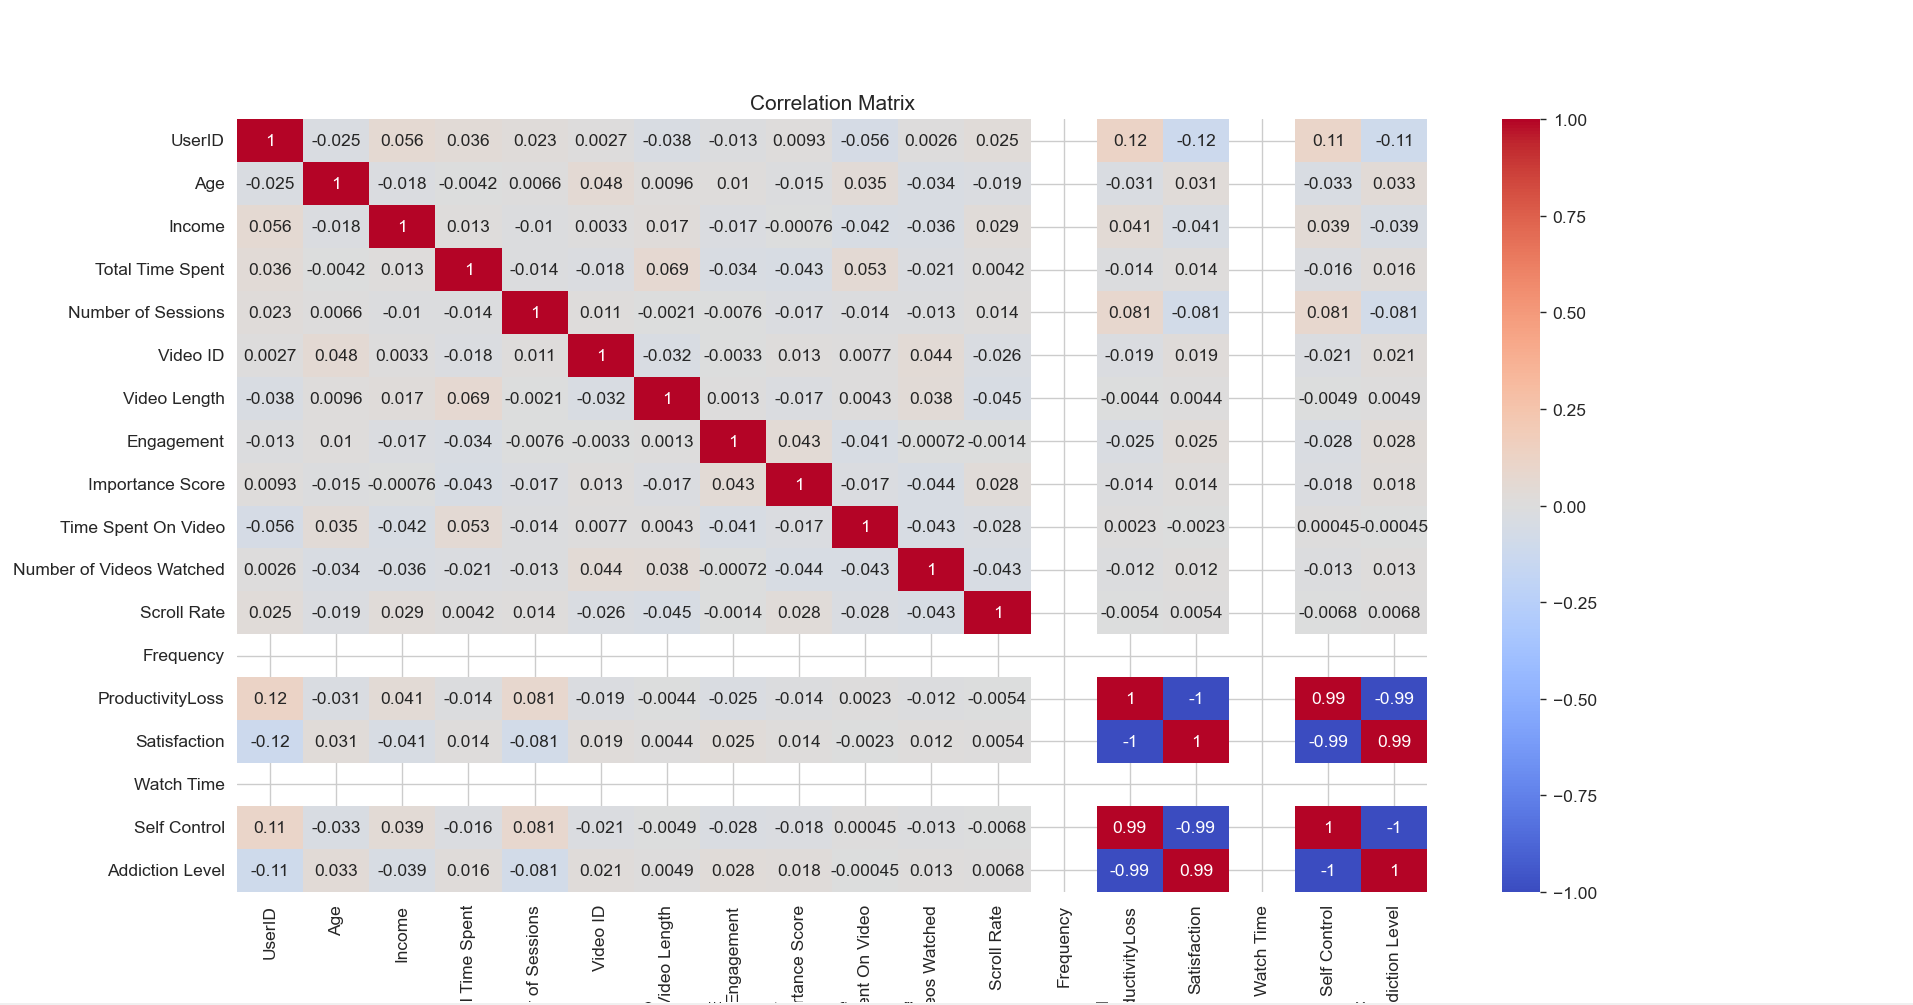 Correlation Matrix
UserID 1 -0.025 0.056 0.036 0.023 0.0027 -0.038 -0.013 0.0093 -0.056 0.0026 0.025 0.12 -0.12 0.11 -0.11
Age -0.025 1 -0.018 -0.0042 0.0066 0.048 0.0096 0.01 -0.015 0.035 -0.034 -0.019 -0.031 0.031 -0.033 0.033
Income 0.056 -0.018 1 0.013 -0.01 0.0033 0.017 -0.017 -0.00076 -0.042 -0.036 0.029 0.041 -0.041 0.039 -0.039
Total Time Spent 0.036 -0.0042 0.013 1 -0.014 -0.018 0.069 -0.034 -0.043 0.053 -0.021 0.0042 -0.014 0.014 -0.016 0.016
Number of Sessions 0.023 0.0066 -0.01 -0.014 1 0.011 -0.0021 -0.0076 -0.017 -0.014 -0.013 0.014 0.081 -0.081 0.081 -0.081
Video ID 0.0027 0.048 0.0033 -0.018 0.011 1 -0.032 -0.0033 0.013 0.0077 0.044 -0.026 -0.019 0.019 -0.021 0.021
Video Length -0.038 0.0096 0.017 0.069 -0.0021 -0.032 1 0.0013 -0.017 0.0043 0.038 -0.045 -0.0044 0.0044 -0.0049 0.0049
Engagement -0.013 0.01 -0.017 -0.034 -0.0076 -0.0033 0.0013 1 0.043 -0.041 -0.00072 -0.0014 -0.025 0.025 -0.028 0.028
Importance Score 0.0093 -0.015 -0.00076 -0.043 -0.017 0.013 -0.017 0.043 1 -0.017 -0.044 0.028 -0.014 0.014 -0.018 0.018
Time Spent On Video -0.056 0.035 -0.042 0.053 -0.014 0.0077 0.0043 -0.041 -0.017 1 -0.043 -0.028 0.0023 -0.0023 0.00045 -0.00045
Number of Videos Watched 0.0026 -0.034 -0.036 -0.021 -0.013 0.044 0.038 -0.00072 -0.044 -0.043 1 -0.043 -0.012 0.012 -0.013 0.013
Scroll Rate 0.025 -0.019 0.029 0.0042 0.014 -0.026 -0.045 -0.0014 0.028 -0.028 -0.043 1 -0.0054 0.0054 -0.0068 0.0068
Frequency
ProductivityLoss 0.12 -0.031 0.041 -0.014 0.081 -0.019 -0.0044 -0.025 -0.014 0.0023 -0.012 -0.0054 1 -1 0.99 -0.99
Satisfaction -0.12 0.031 -0.041 0.014 -0.081 0.019 0.0044 0.025 0.014 -0.0023 0.012 0.0054 -1 1 -0.99 0.99
Watch Time
Self Control 0.11 -0.033 0.039 -0.016 0.081 -0.021 -0.0049 -0.028 -0.018 0.00045 -0.013 -0.0068 0.99 -0.99 1 -1
Addiction Level -0.11 0.033 -0.039 0.016 -0.081 0.021 0.0049 0.028 0.018 -0.00045 0.013 0.0068 -0.99 0.99 -1 1
UserID
Age
Income
l Time Spent
r of Sessions
Video ID
Video Length
Engagement
rtance Score
ent On Video
eos Watched
Scroll Rate
Frequency
ductivityLoss
Satisfaction
Watch Time
Self Control
diction Level
1.00
0.75
0.50
0.25
0.00
−0.25
−0.50
−0.75
−1.00